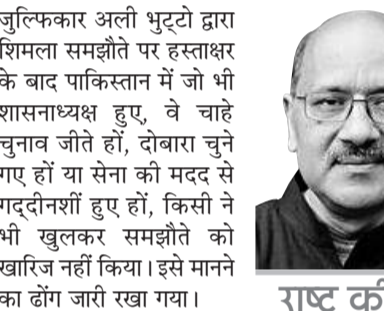 जुल्फिकार अली भुट्टो द्वारा
शिमला समझौते पर हस्ताक्षर
के बाद पाकिस्तान में जो भी
शासनाध्यक्ष हुए, वे चाहे
चुनाव जीते हों, दोबारा चुने
गए हों या सेना की मदद से
गद्दीनशीं हुए हों, किसी ने
भी खुलकर समझौते को
खारिज नहीं किया। इसे मानने
का ढोंग जारी रखा गया।